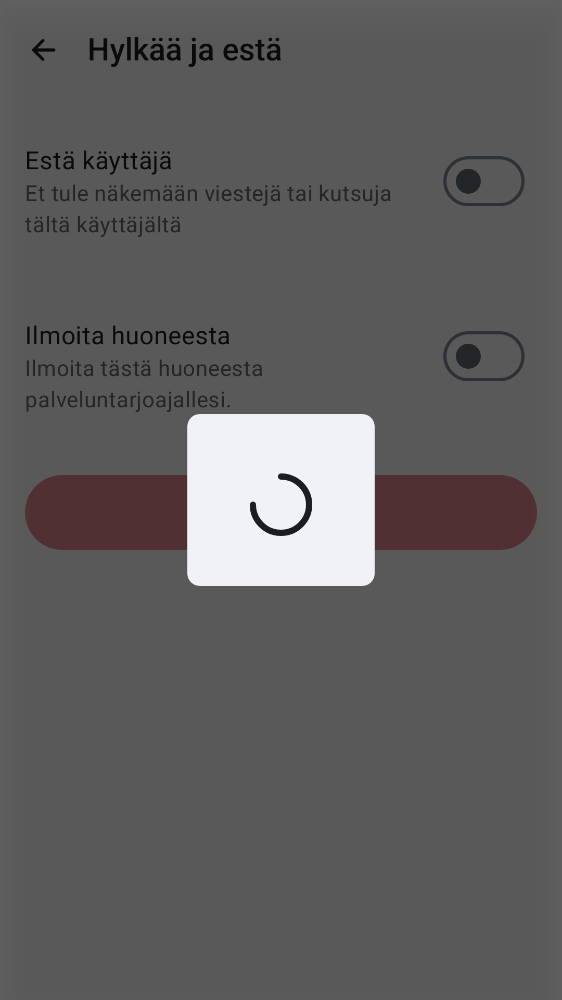 Hylkää ja estä
Estä käyttäjä
Et tule näkemään viestejä tai kutsuja
tältä käyttäjältä
Ilmoita huoneesta
Ilmoita tästä huoneesta
palveluntarjoajallesi.